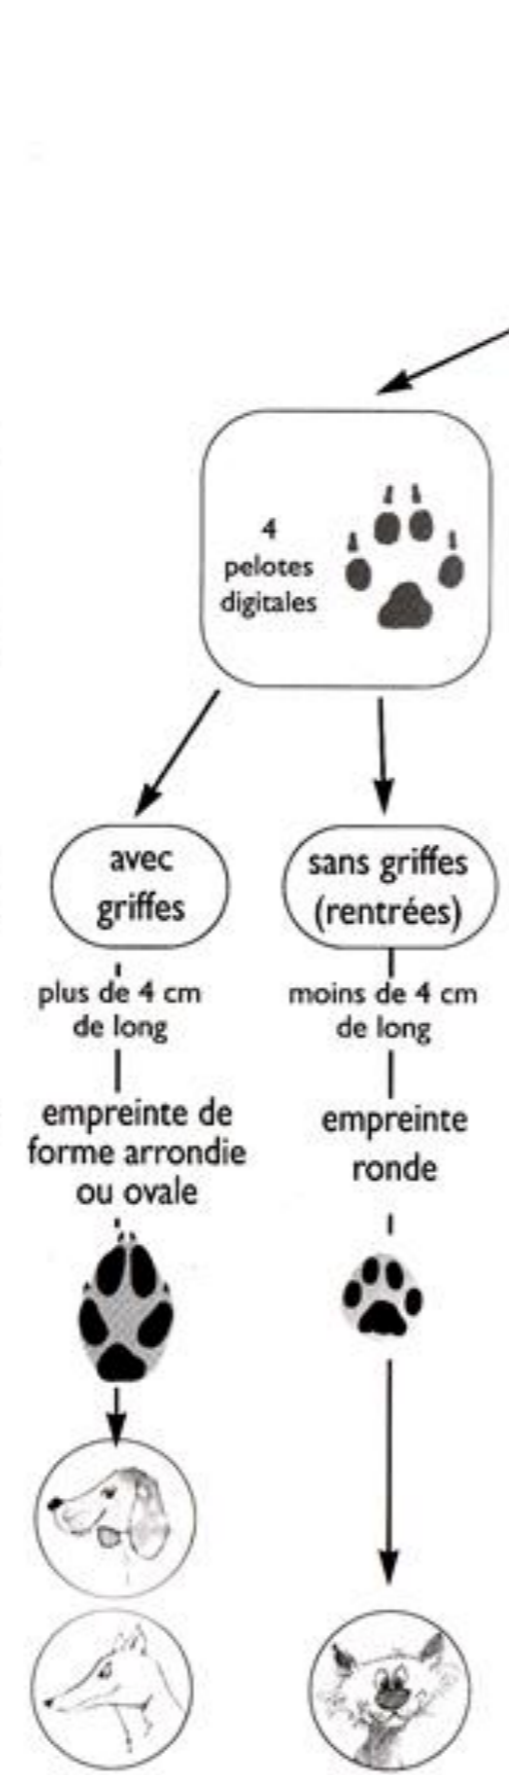 4
pelotes
digitales
avec
griffes
sans griffes
(rentrées)
plus de 4 cm
de long
moins de 4 cm
de long
empreinte de
forme arrondie
ou ovale
empreinte
ronde